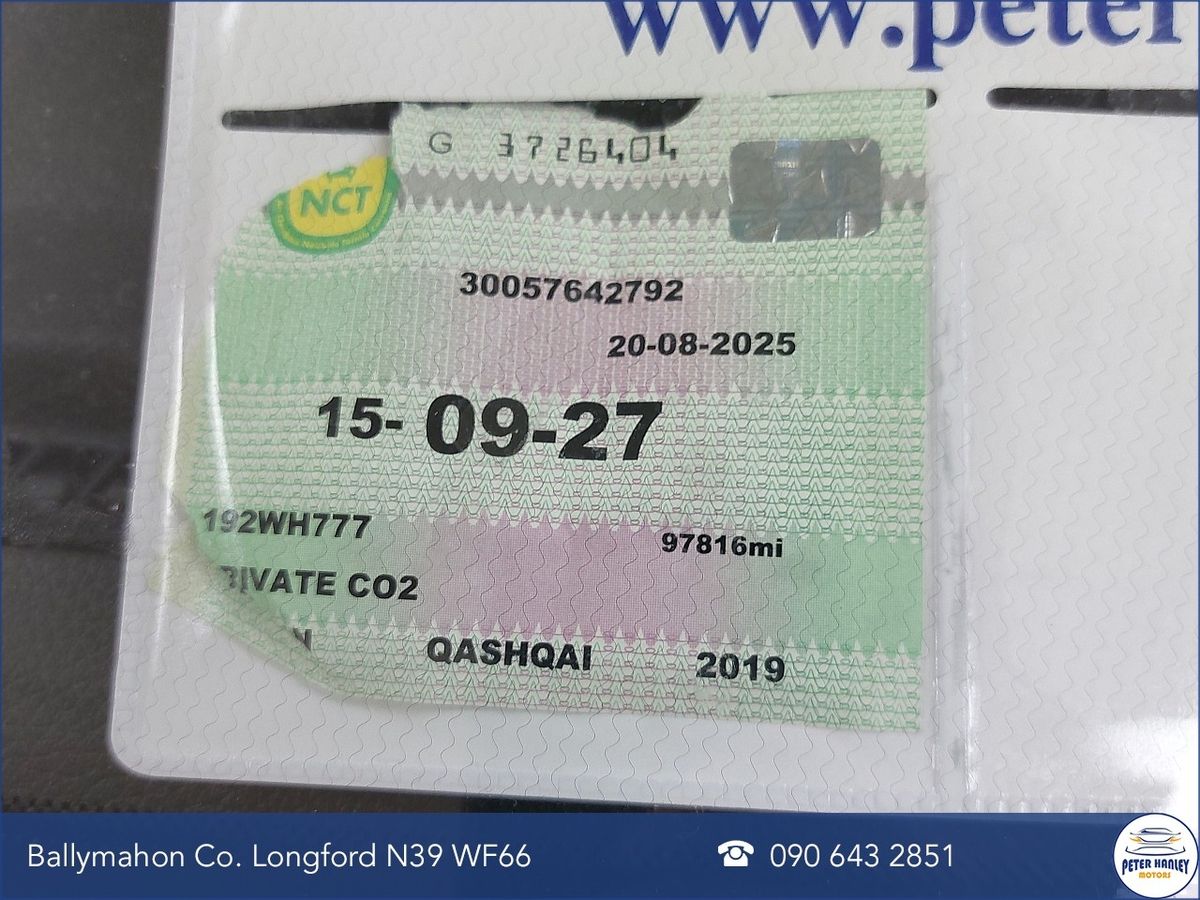 www.peter
G 3726404
NCT
30057642792
20-08-2025
15-09-27
192WH777 97816mi
PRIVATE CO2
QASHQAI 2019
Ballymahon Co. Longford N39 WF66 ☎ 090 643 2851
PETER HANLEY
MOTORS